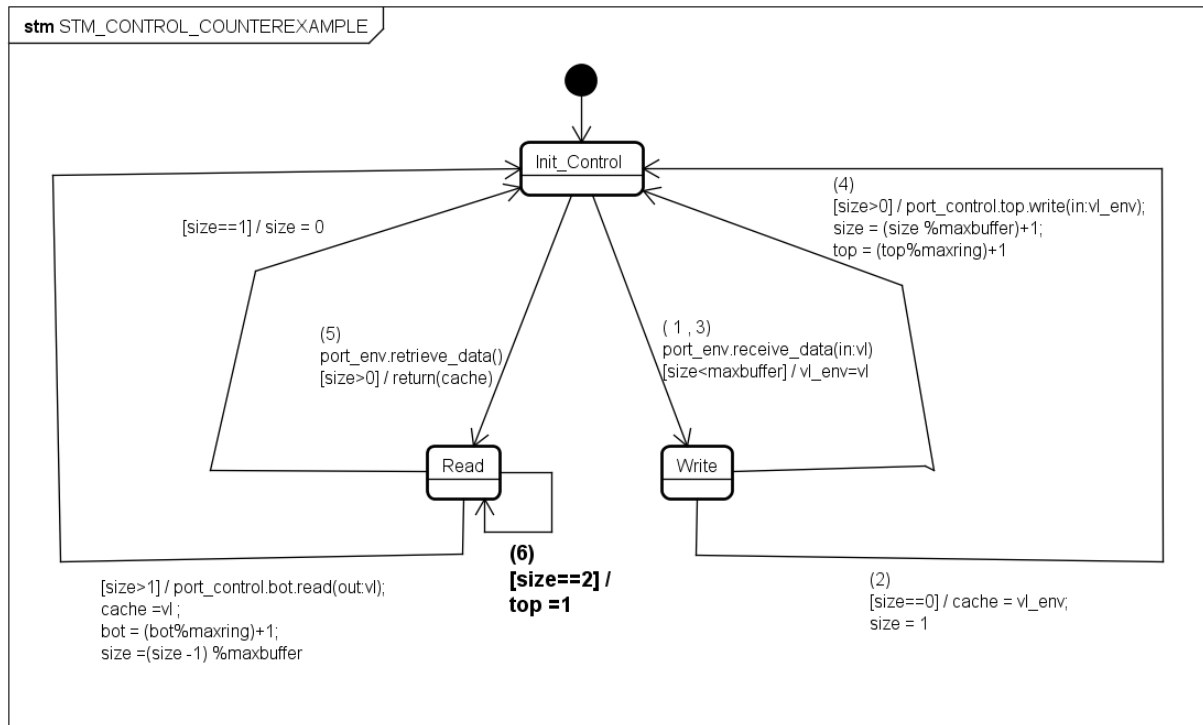 stm STM_CONTROL_COUNTEREXAMPLE
Init_Control
[size==1] / size = 0
(4)
[size>0] / port_control.top.write(in:vl_env);
size = (size %maxbuffer)+1;
top = (top%maxring)+1
(5)
port_env.retrieve_data()
[size>0] / return(cache)
( 1 , 3)
port_env.receive_data(in:vl)
[size<maxbuffer] / vl_env=vl
Read
Write
(6)
[size==2] /
top =1
[size>1] / port_control.bot.read(out:vl);
cache =vl ;
bot = (bot%maxring)+1;
size =(size -1) %maxbuffer
(2)
[size==0] / cache = vl_env;
size = 1